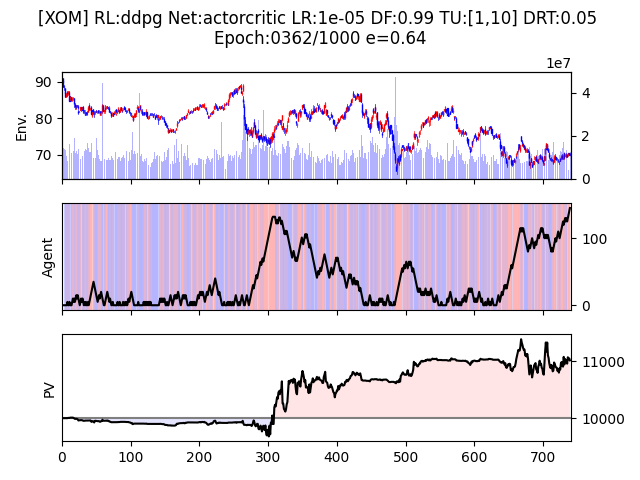 [XOM] RL:ddpg Net:actorcritic LR:1e-05 DF:0.99 TU:[1,10] DRT:0.05
Epoch:0362/1000 e=0.64
1e7
90
80
70
Env.
4
2
0
Agent
100
0
PV
11000
10000
0 100 200 300 400 500 600 700